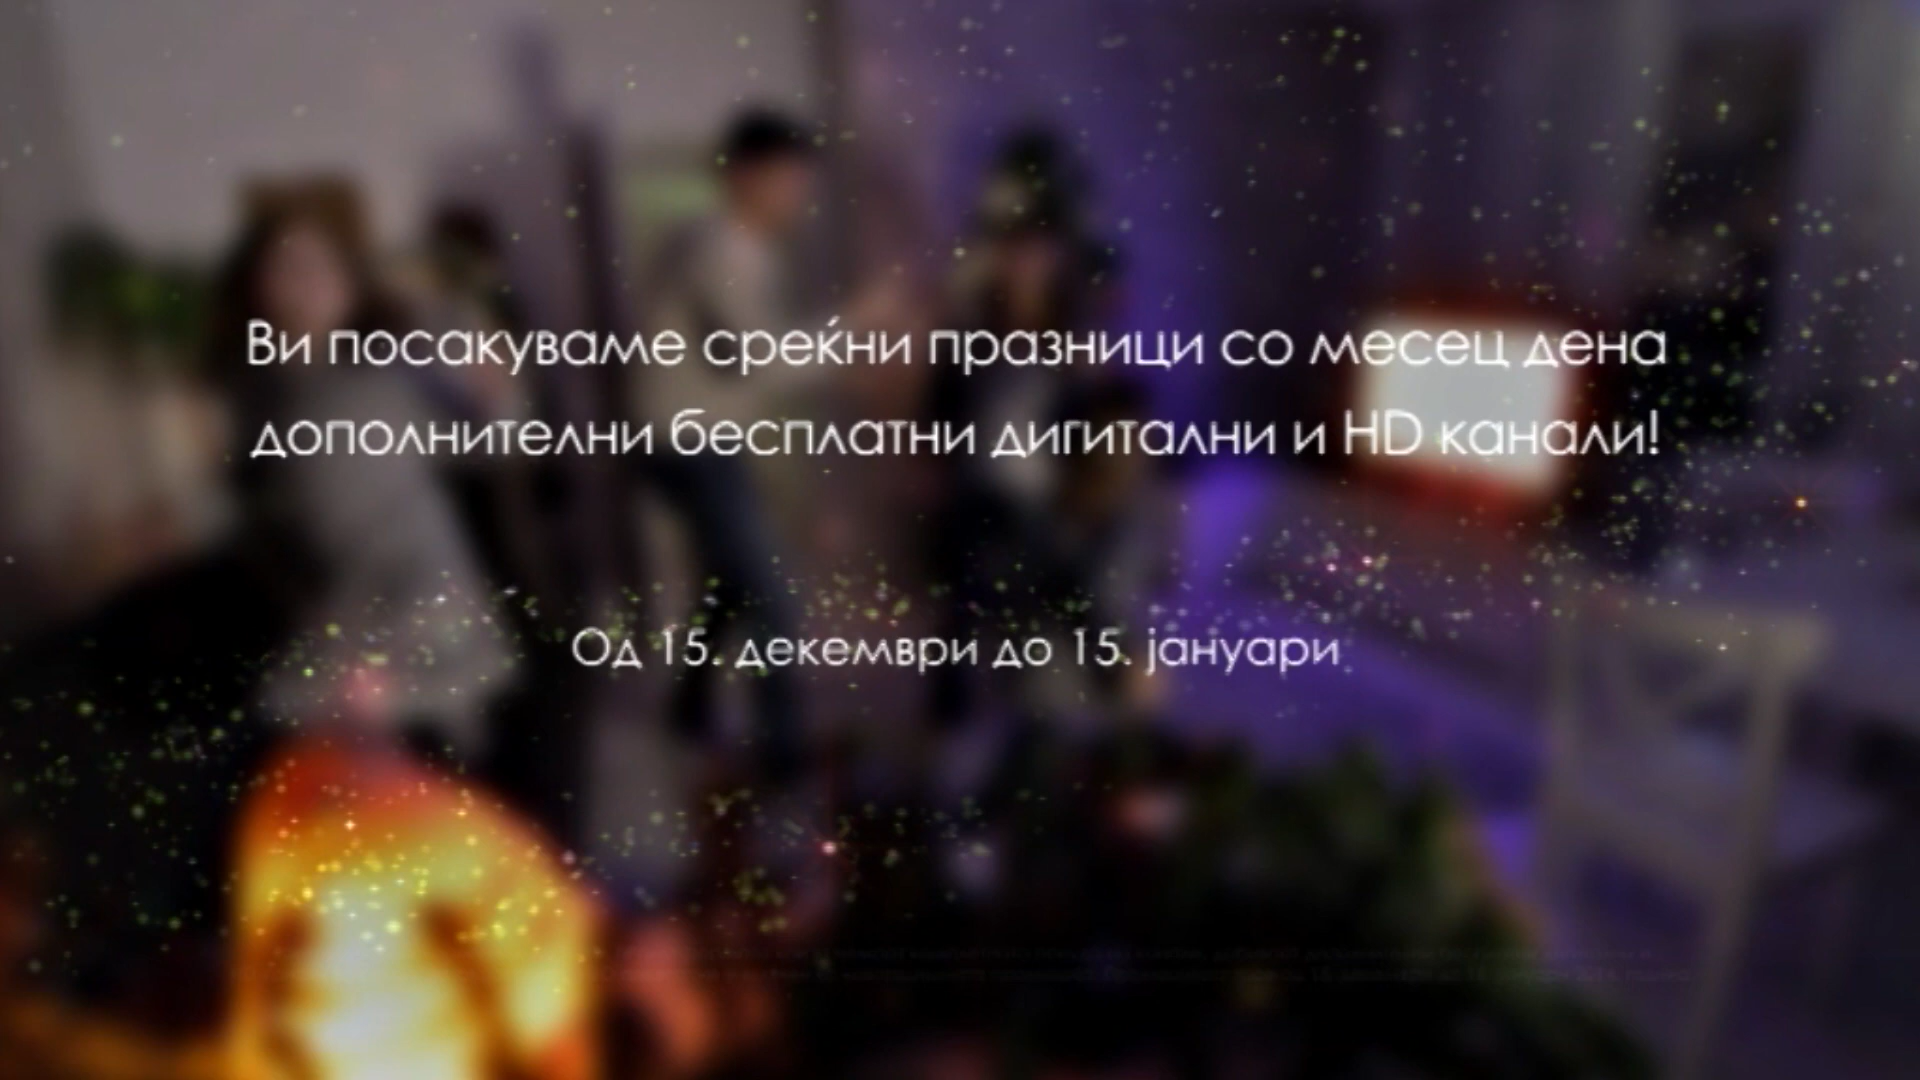 Ви посакуваме среќни празници со месец дена
дополнителни бесплатни дигитални и HD канали!
Од 15. декември до 15. јануари